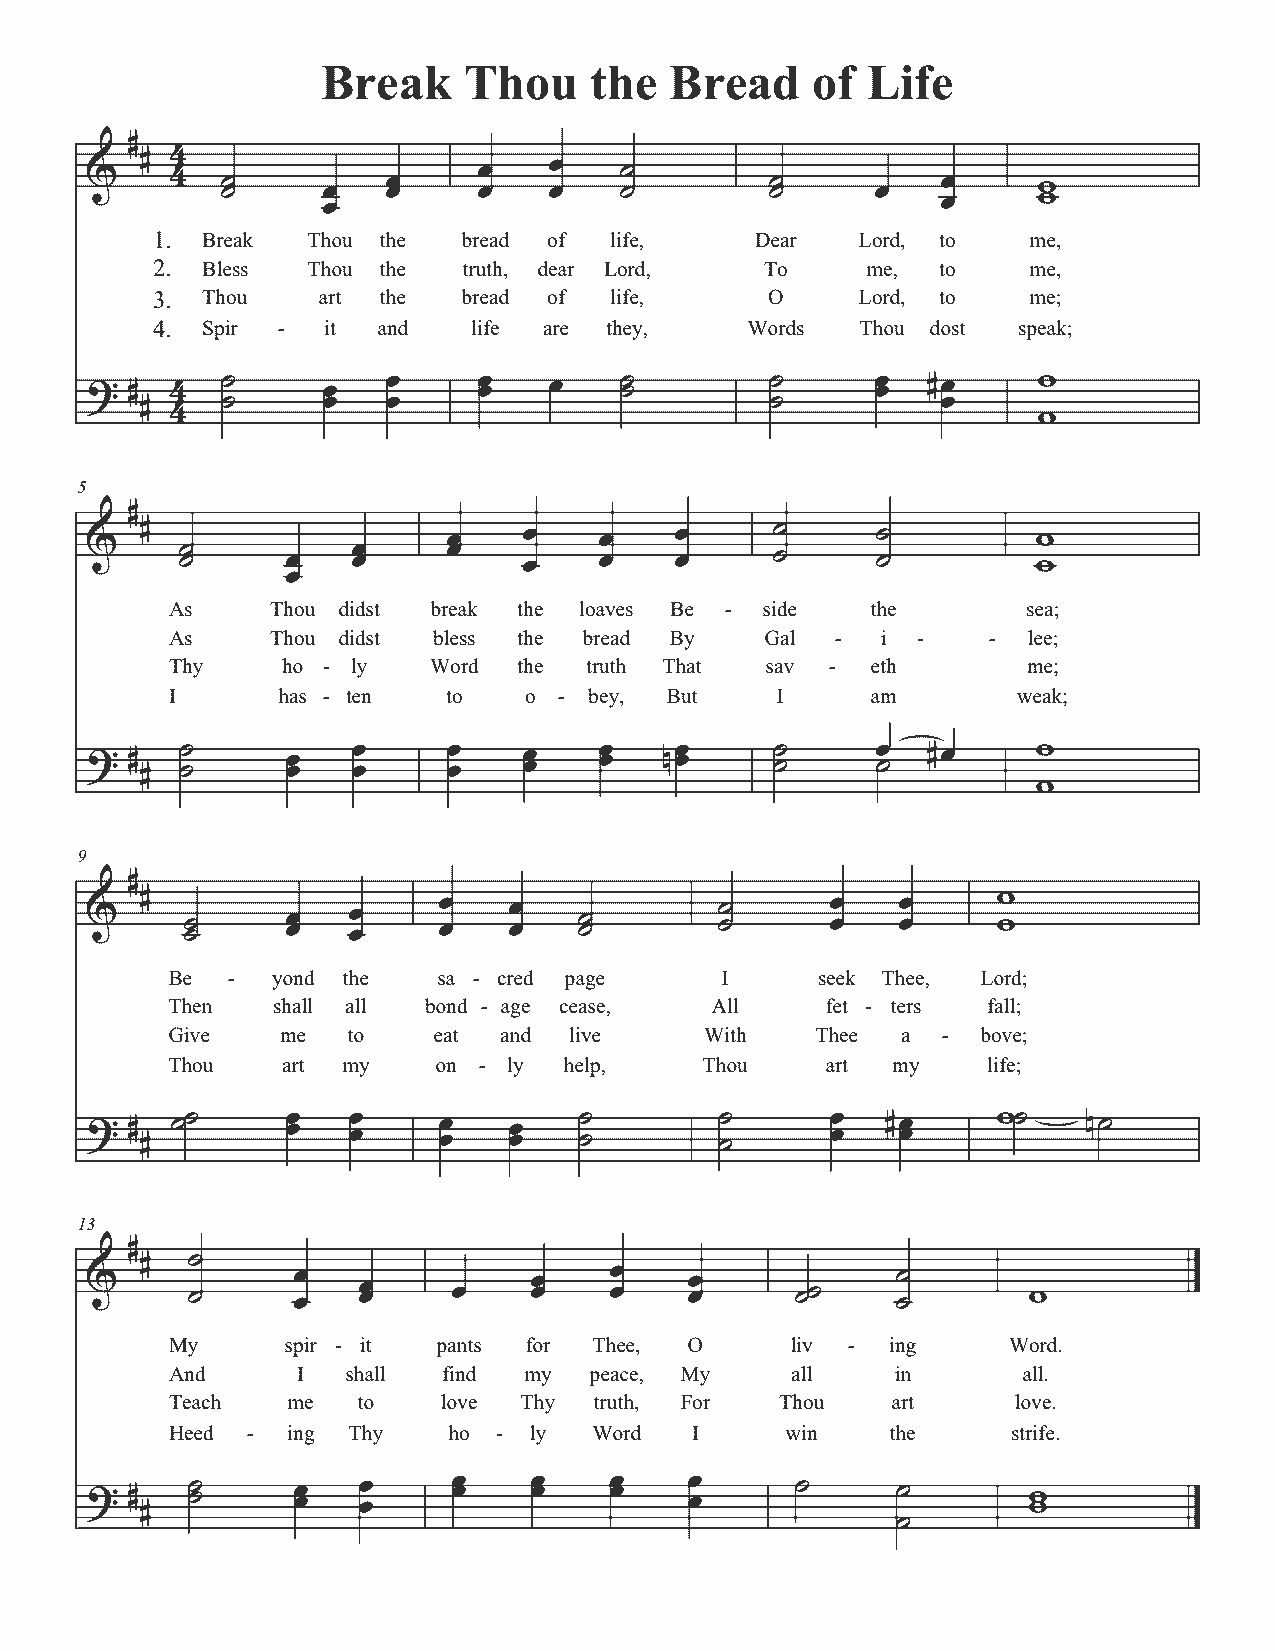 Break Thou the Bread of Life
1. Break Thou the bread of life, Dear Lord, to me,
2. Bless Thou the truth, dear Lord, To me, to me,
3. Thou art the bread of life, O Lord, to me;
4. Spir - it and life are they, Words Thou dost speak;
5
As Thou didst break the loaves Be - side the sea;
As Thou didst bless the bread By Gal - i - - lee;
Thy ho - ly Word the truth That sav - eth me;
I has - ten to o - bey, But I am weak;
9
Be - yond the sa - cred page I seek Thee, Lord;
Then shall all bond - age cease, All fet - ters fall;
Give me to eat and live With Thee a - bove;
Thou art my on - ly help, Thou art my life;
13
My spir - it pants for Thee, O liv - ing Word.
And I shall find my peace, My all in all.
Teach me to love Thy truth, For Thou art love.
Heed - ing Thy ho - ly Word I win the strife.